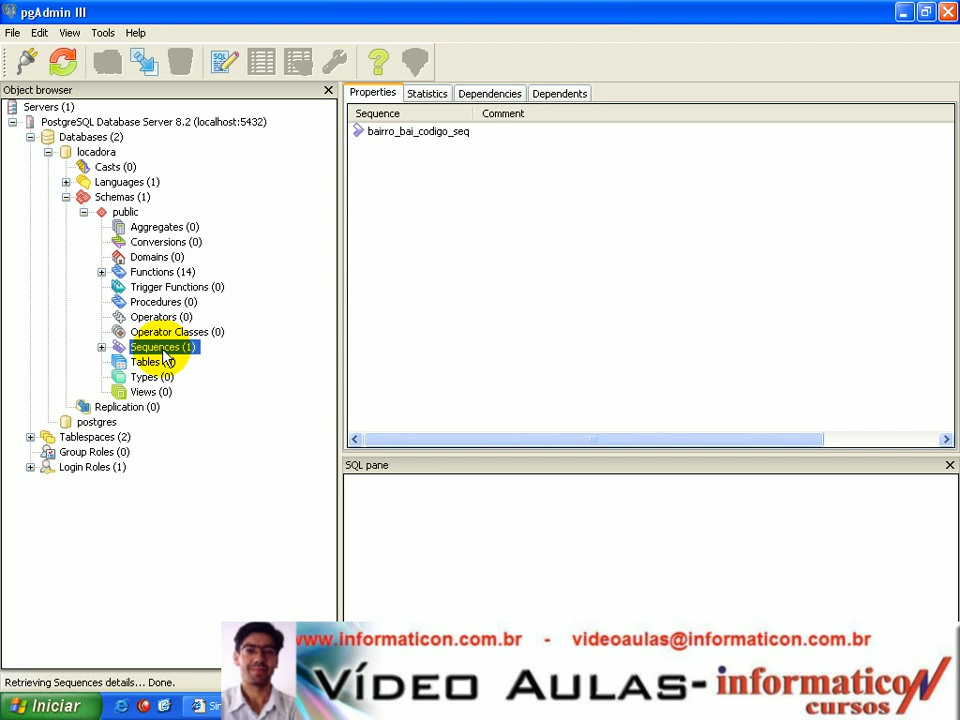 pgAdmin III
File Edit View Tools Help
Object browser
Servers (1)
PostgreSQL Database Server 8.2 (localhost:5432)
Databases (2)
locadora
Casts (0)
Languages (1)
Schemas (1)
public
Aggregates (0)
Conversions (0)
Domains (0)
Functions (14)
Trigger Functions (0)
Procedures (0)
Operators (0)
Operator Classes (0)
Sequences (1)
Tables
Types (0)
Views (0)
Replication (0)
postgres
Tablespaces (2)
Group Roles (0)
Login Roles (1)
Properties Statistics Dependencies Dependents
Sequence Comment
bairro_bai_codigo_seq
SQL pane
Retrieving Sequences details... Done.
www.informaticon.com.br - videoaulas@informaticon.com.br
VÍDEO AULAS-informaticon
cursos
Iniciar